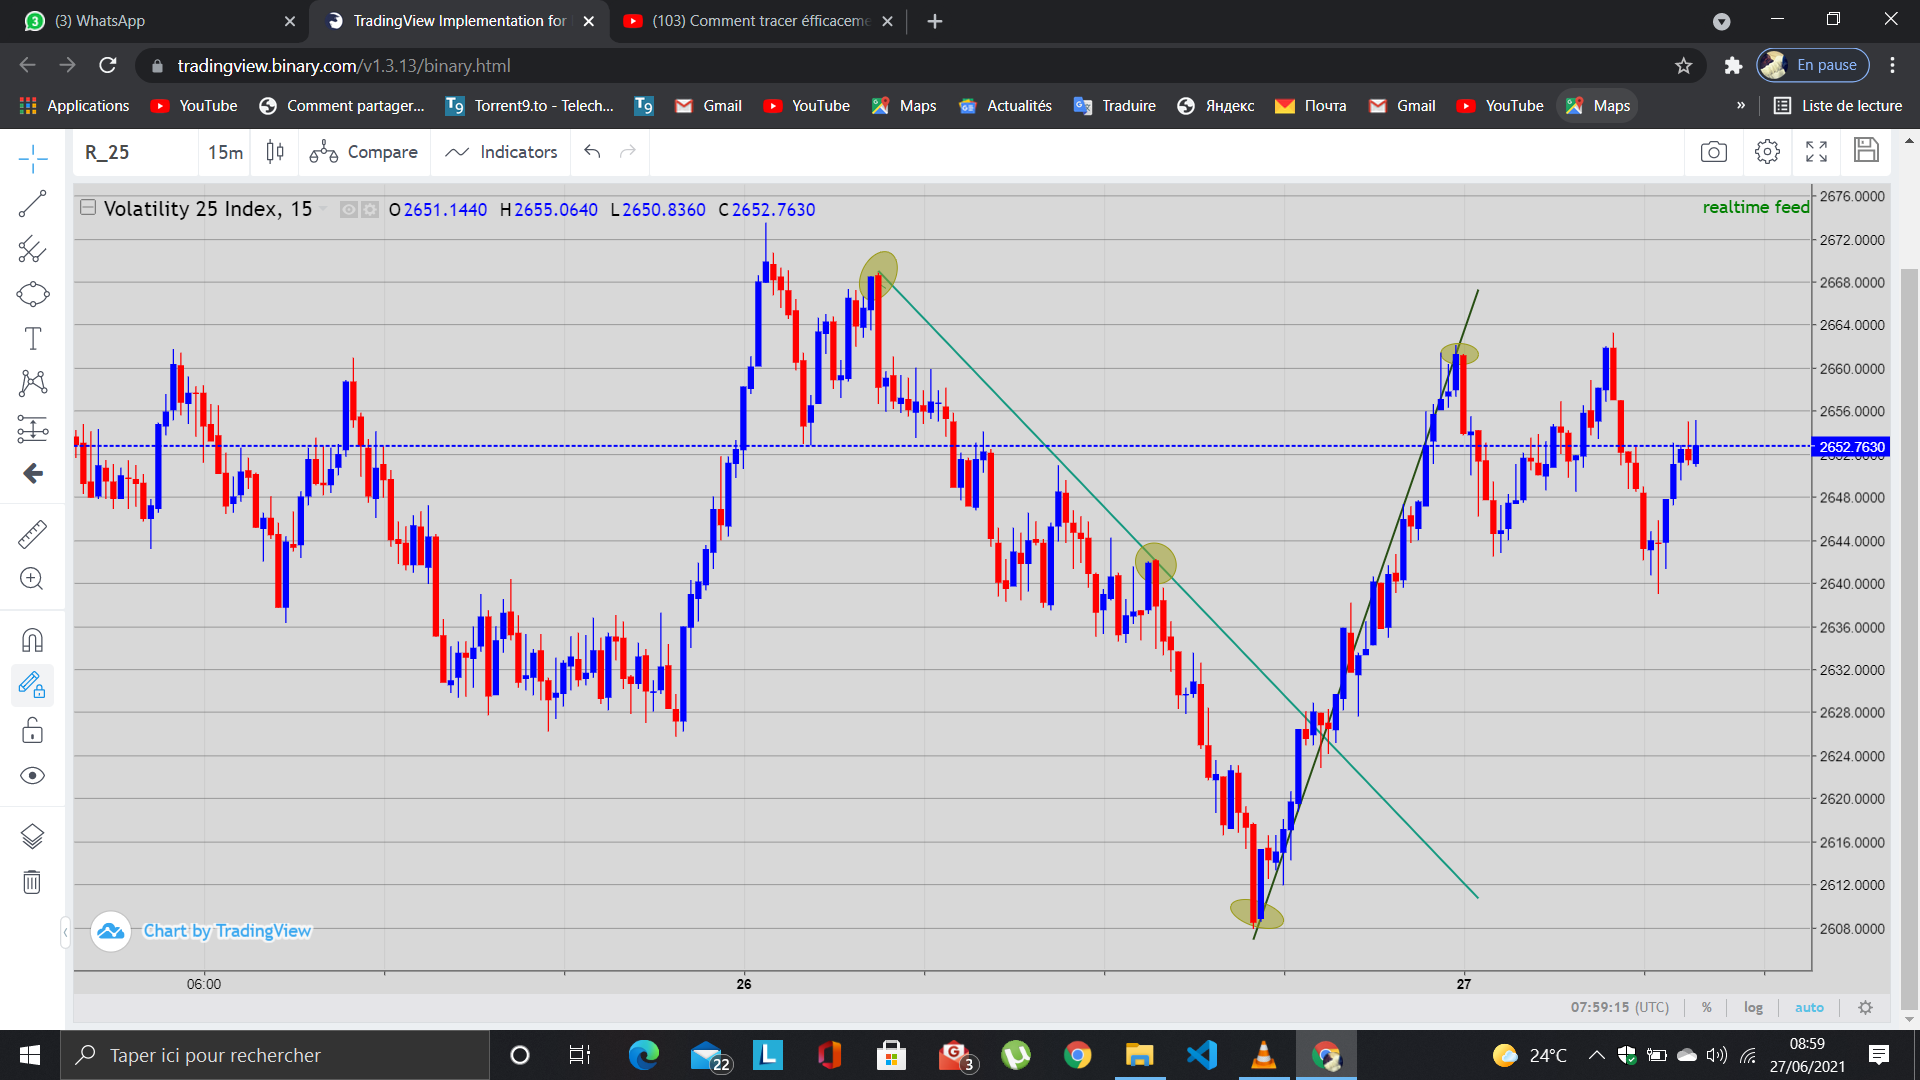 (3) WhatsApp
TradingView Implementation for
(103) Comment tracer éfficaceme
tradingview.binary.com/v1.3.13/binary.html
En pause
Applications
YouTube
Comment partager...
Torrent9.to - Telech...
Gmail
YouTube
Maps
Actualités
Traduire
Яндекс
Почта
Gmail
YouTube
Maps
»
Liste de lecture
R_25
15m
Compare
Indicators
Volatility 25 Index, 15
O 2651.1440 H 2655.0640 L 2650.8360 C 2652.7630
realtime feed
2676.0000
2672.0000
2668.0000
2664.0000
2660.0000
2656.0000
2652.7630
2652.0000
2648.0000
2644.0000
2640.0000
2636.0000
2632.0000
2628.0000
2624.0000
2620.0000
2616.0000
2612.0000
2608.0000
Chart by TradingView
06:00
26
27
07:59:15 (UTC)
%
log
auto
Taper ici pour rechercher
22
3
24°C
08:59
27/06/2021